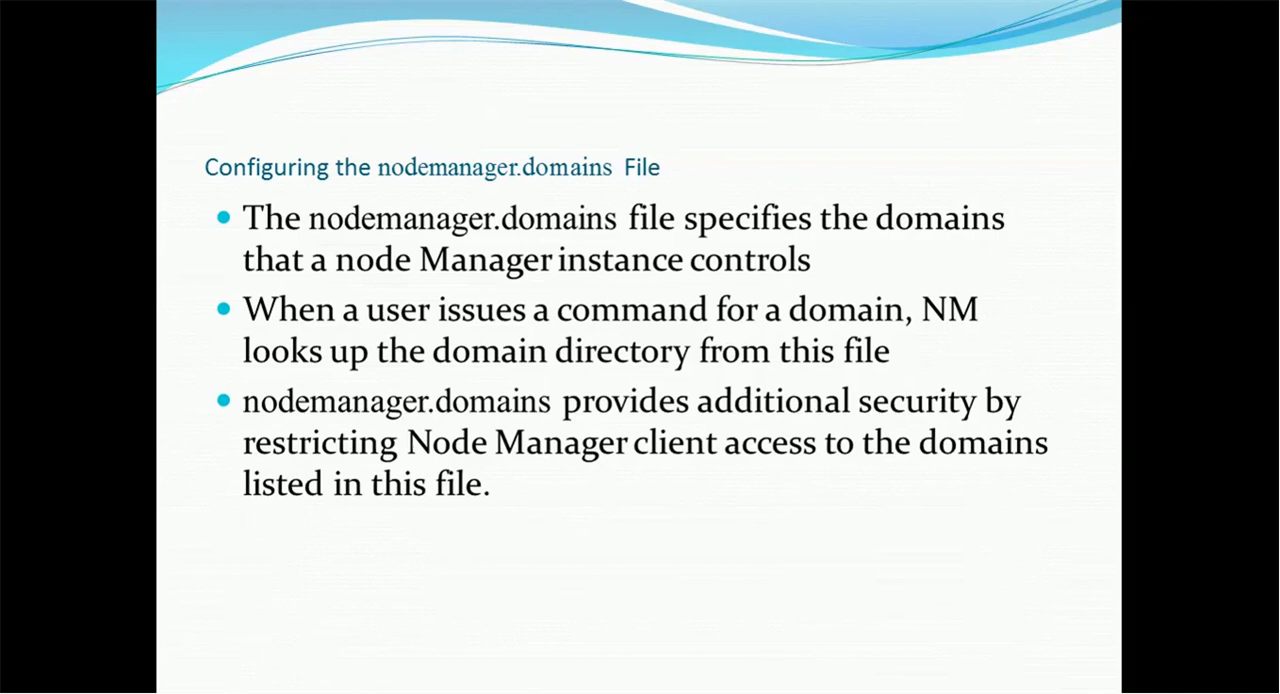 Configuring the nodemanager.domains File
The nodemanager.domains file specifies the domains
that a node Manager instance controls
When a user issues a command for a domain, NM
looks up the domain directory from this file
nodemanager.domains provides additional security by
restricting Node Manager client access to the domains
listed in this file.